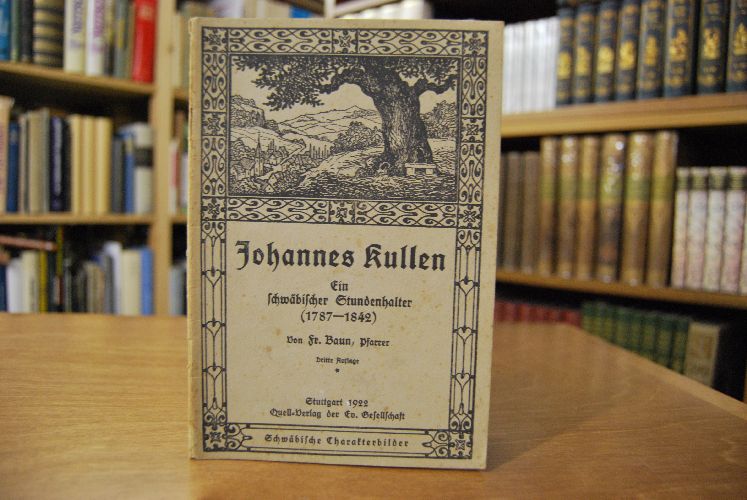 Johannes Kullen
Ein
schwäbischer Stundenhalter
(1787—1842)
Von Fr. Baun, Pfarrer
Dritte Auflage
*
Stuttgart 1922
Quell-Verlag der Ev. Gesellschaft
Schwäbische Charakterbilder